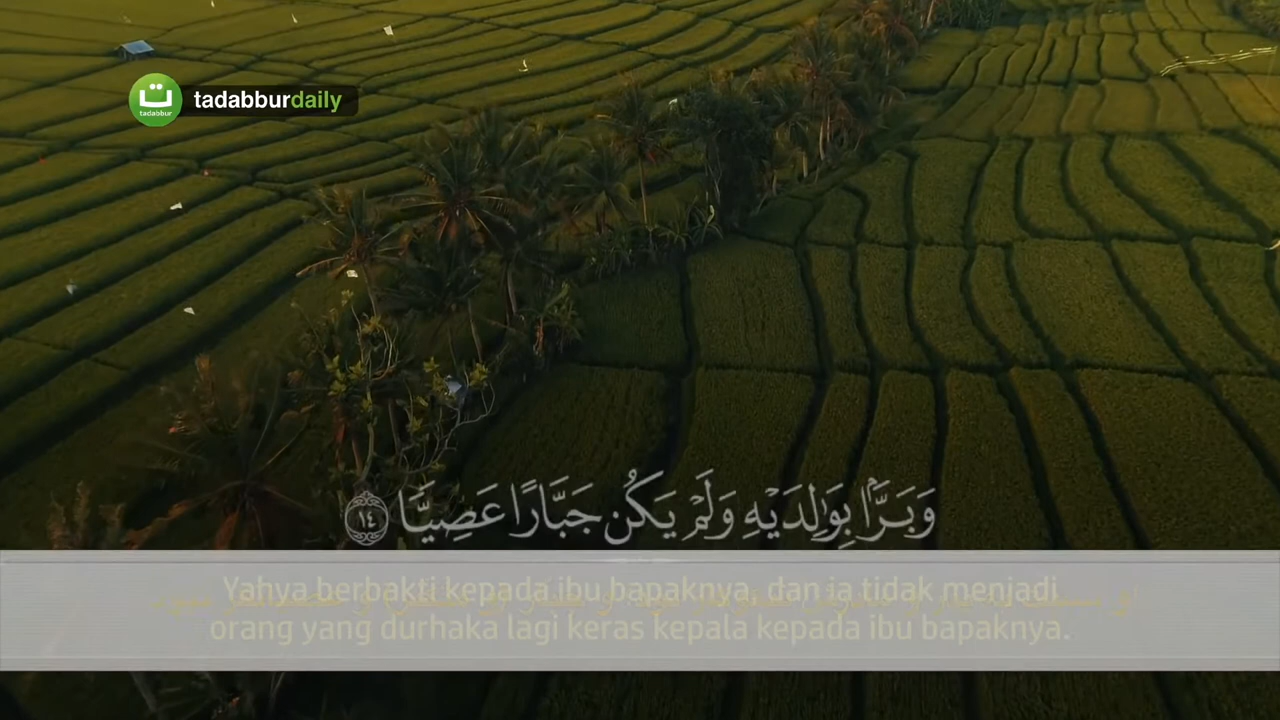 tadabbur
tadabburdaily
وَبَرًّۢا بِوَٰلِدَيْهِ وَلَمْ يَكُن جَبَّارًا عَصِيًّا ١٤
Yahya berbakti kepada ibu bapaknya, dan ia tidak menjadi
orang yang durhaka lagi keras kepala kepada ibu bapaknya.